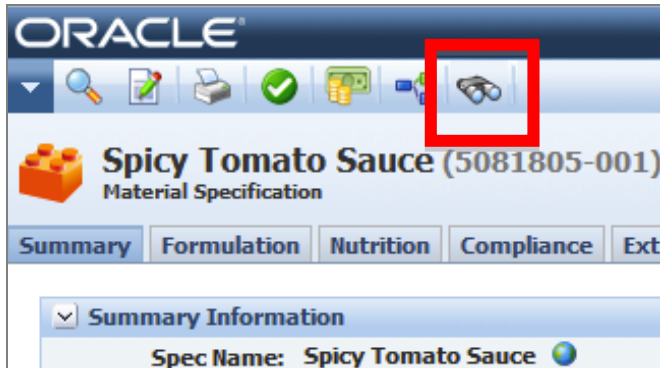 ORACLE
Spicy Tomato Sauce (5081805-001)
Material Specification
Summary Formulation Nutrition Compliance Ext
Summary Information
Spec Name: Spicy Tomato Sauce